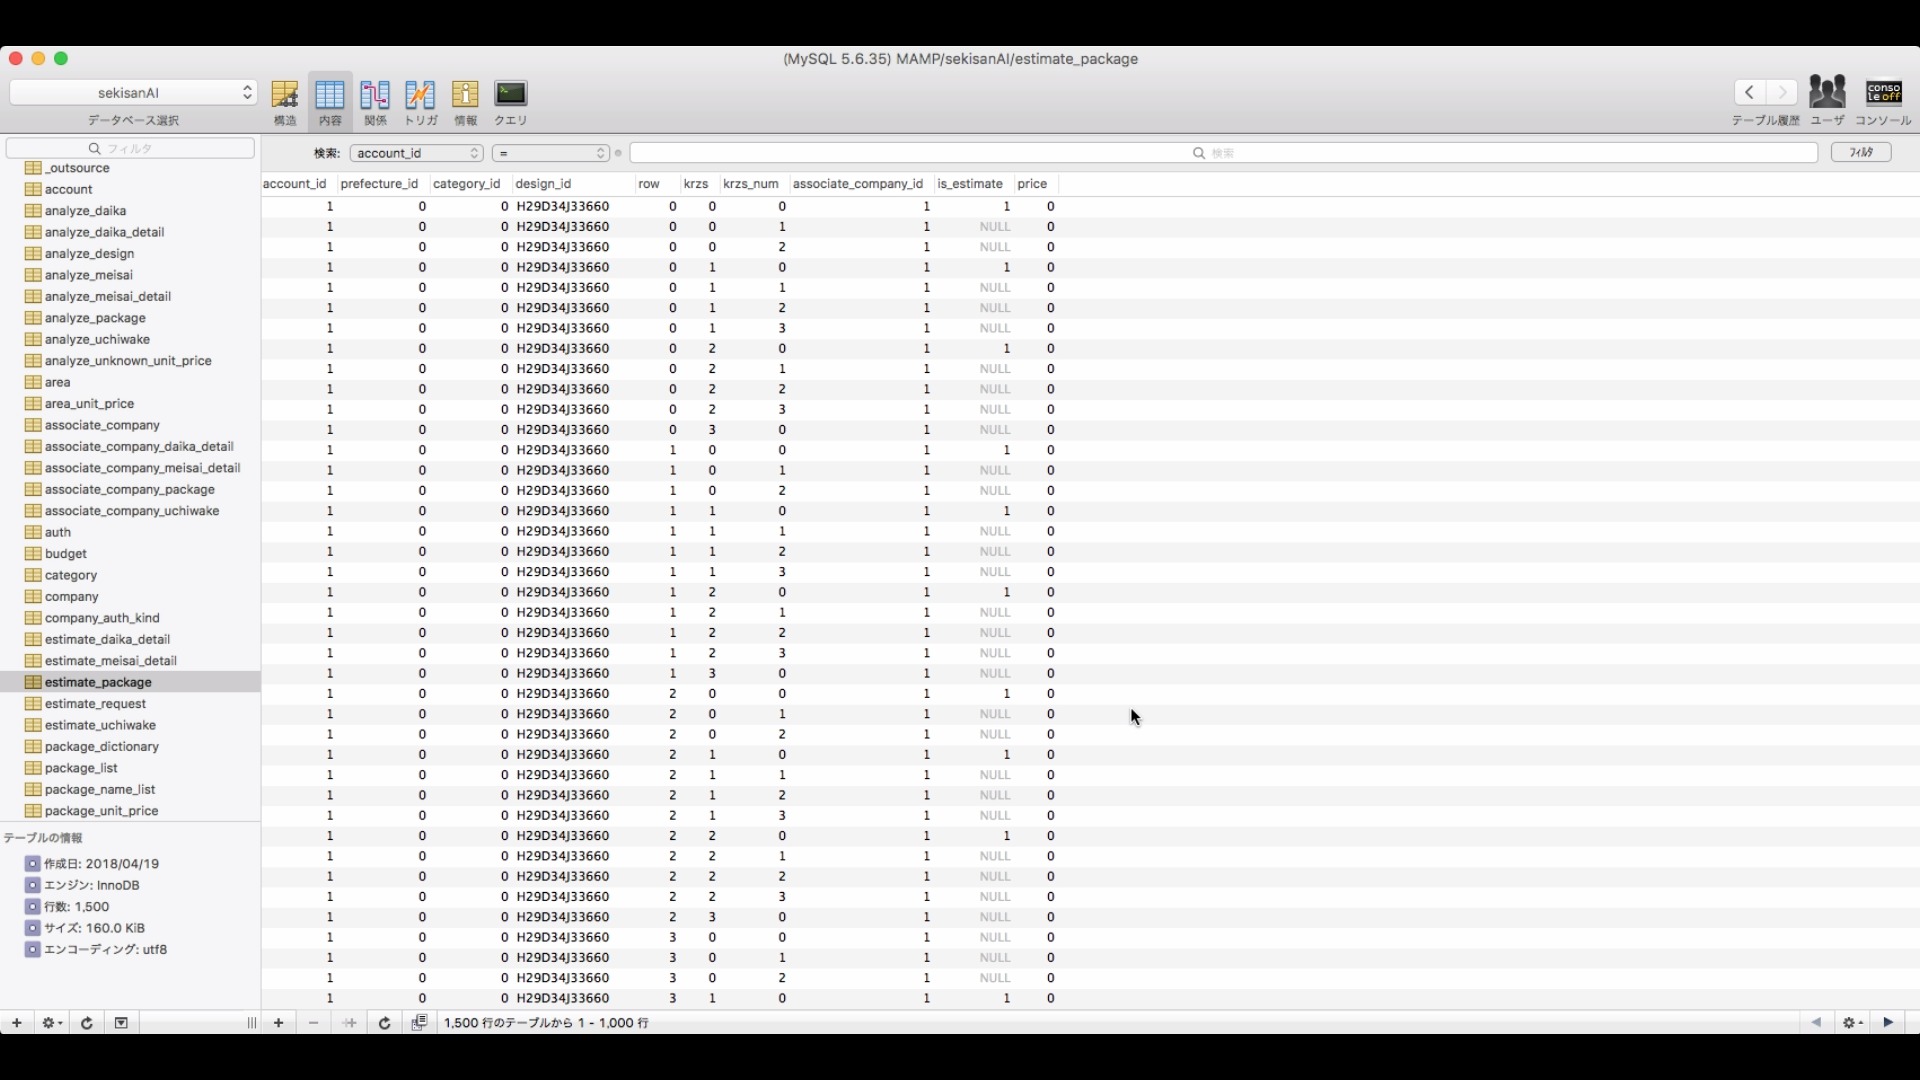 (MySQL 5.6.35) MAMP/sekisanAI/estimate_package
sekisanAI
データベース選択
構造 内容 関係 トリガ 情報 クエリ
テーブル履歴 ユーザ コンソール
conso
le off
フィルタ
検索: account_id = 検索 フィルタ
_outsource
account
analyze_daika
analyze_daika_detail
analyze_design
analyze_meisai
analyze_meisai_detail
analyze_package
analyze_uchiwake
analyze_unknown_unit_price
area
area_unit_price
associate_company
associate_company_daika_detail
associate_company_meisai_detail
associate_company_package
associate_company_uchiwake
auth
budget
category
company
company_auth_kind
estimate_daika_detail
estimate_meisai_detail
estimate_package
estimate_request
estimate_uchiwake
package_dictionary
package_list
package_name_list
package_unit_price
テーブルの情報
作成日: 2018/04/19
エンジン: InnoDB
行数: 1,500
サイズ: 160.0 KiB
エンコーディング: utf8
account_id prefecture_id category_id design_id row krzs krzs_num associate_company_id is_estimate price
1 0 0 H29D34J33660 0 0 0 1 1 0
1 0 0 H29D34J33660 0 0 1 1 NULL 0
1 0 0 H29D34J33660 0 0 2 1 NULL 0
1 0 0 H29D34J33660 0 1 0 1 1 0
1 0 0 H29D34J33660 0 1 1 1 NULL 0
1 0 0 H29D34J33660 0 1 2 1 NULL 0
1 0 0 H29D34J33660 0 1 3 1 NULL 0
1 0 0 H29D34J33660 0 2 0 1 1 0
1 0 0 H29D34J33660 0 2 1 1 NULL 0
1 0 0 H29D34J33660 0 2 2 1 NULL 0
1 0 0 H29D34J33660 0 2 3 1 NULL 0
1 0 0 H29D34J33660 0 3 0 1 NULL 0
1 0 0 H29D34J33660 1 0 0 1 1 0
1 0 0 H29D34J33660 1 0 1 1 NULL 0
1 0 0 H29D34J33660 1 0 2 1 NULL 0
1 0 0 H29D34J33660 1 1 0 1 1 0
1 0 0 H29D34J33660 1 1 1 1 NULL 0
1 0 0 H29D34J33660 1 1 2 1 NULL 0
1 0 0 H29D34J33660 1 1 3 1 NULL 0
1 0 0 H29D34J33660 1 2 0 1 1 0
1 0 0 H29D34J33660 1 2 1 1 NULL 0
1 0 0 H29D34J33660 1 2 2 1 NULL 0
1 0 0 H29D34J33660 1 2 3 1 NULL 0
1 0 0 H29D34J33660 1 3 0 1 NULL 0
1 0 0 H29D34J33660 2 0 0 1 1 0
1 0 0 H29D34J33660 2 0 1 1 NULL 0
1 0 0 H29D34J33660 2 0 2 1 NULL 0
1 0 0 H29D34J33660 2 1 0 1 1 0
1 0 0 H29D34J33660 2 1 1 1 NULL 0
1 0 0 H29D34J33660 2 1 2 1 NULL 0
1 0 0 H29D34J33660 2 1 3 1 NULL 0
1 0 0 H29D34J33660 2 2 0 1 1 0
1 0 0 H29D34J33660 2 2 1 1 NULL 0
1 0 0 H29D34J33660 2 2 2 1 NULL 0
1 0 0 H29D34J33660 2 2 3 1 NULL 0
1 0 0 H29D34J33660 2 3 0 1 NULL 0
1 0 0 H29D34J33660 3 0 0 1 NULL 0
1 0 0 H29D34J33660 3 0 1 1 NULL 0
1 0 0 H29D34J33660 3 0 2 1 NULL 0
1 0 0 H29D34J33660 3 1 0 1 1 0
1,500 行のテーブルから 1 - 1,000 行